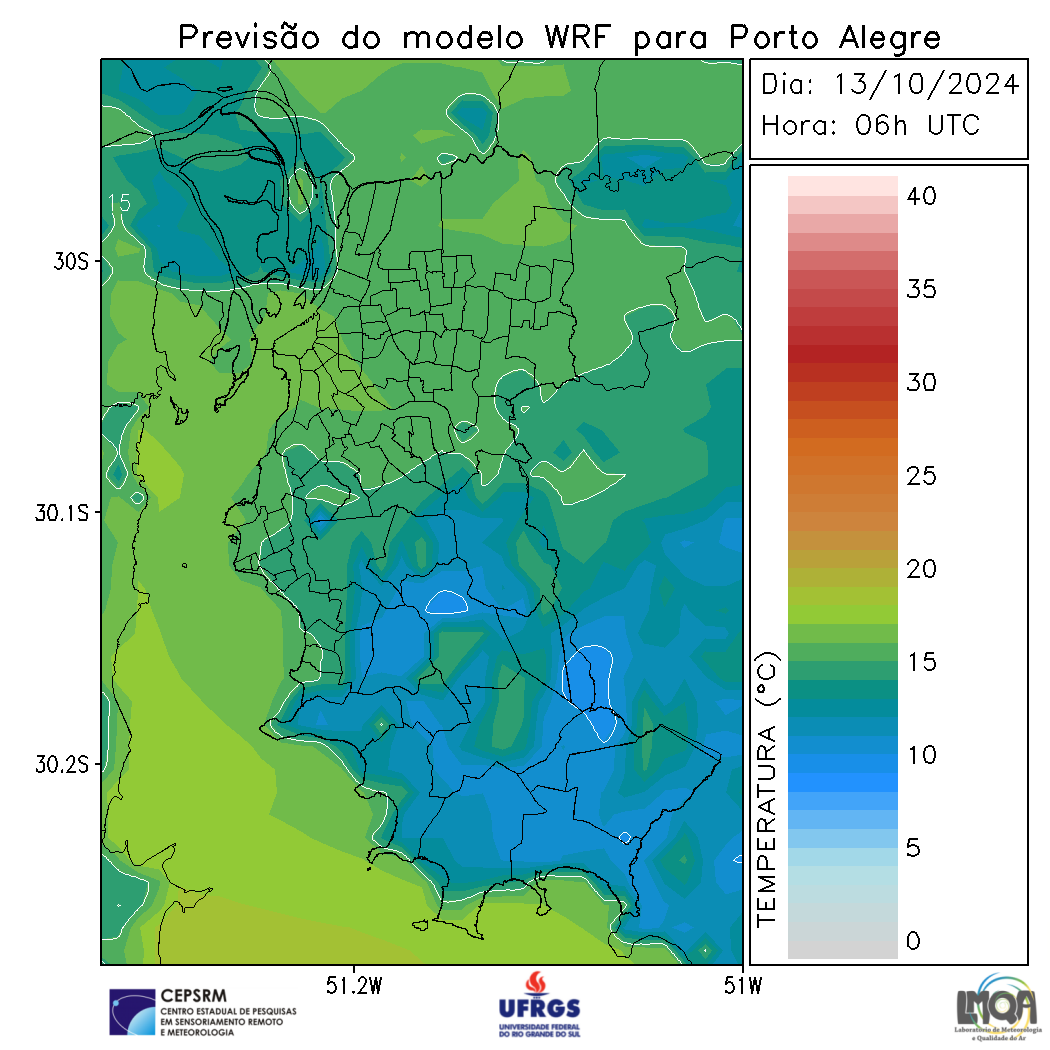 Previsão do modelo WRF para Porto Alegre
Dia: 13/10/2024
Hora: 06h UTC
15
30S
30.1S
30.2S
51.2W
51W
TEMPERATURA (°C)
40
35
30
25
20
15
10
5
0
CEPSRM
CENTRO ESTADUAL DE PESQUISAS
EM SENSORIAMENTO REMOTO
E METEOROLOGIA
UFRGS
UNIVERSIDADE FEDERAL
DO RIO GRANDE DO SUL
LMQA
Laboratório de Meteorologia
e Qualidade do Ar